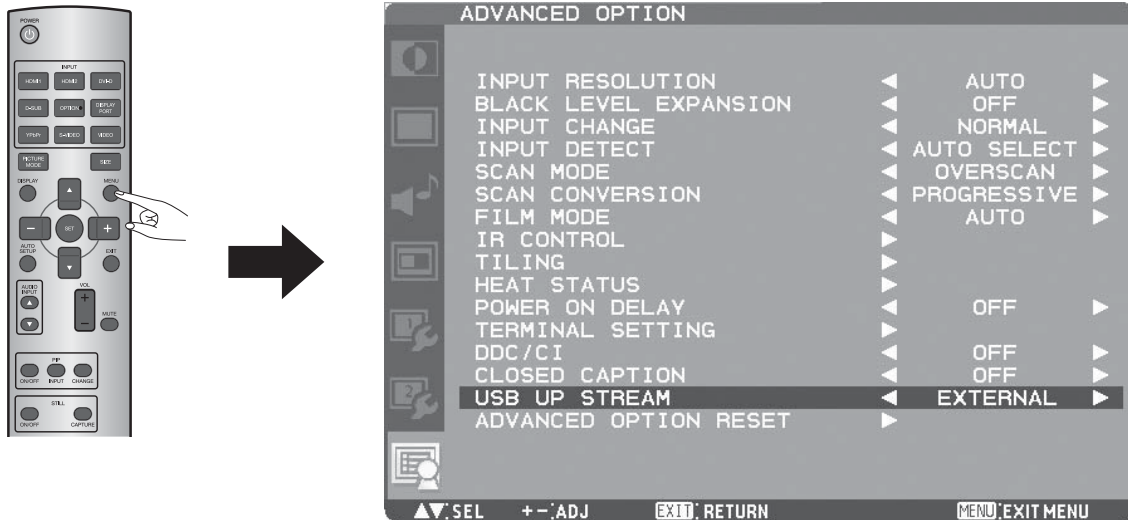 POWER
INPUT
HDMI1 HDMI2 DVI-D
D-SUB OPTION DISPLAY PORT
YPbPr S-VIDEO VIDEO
PICTURE MODE SIZE
DISPLAY MENU
SET
AUTO SETUP EXIT
AUDIO INPUT VOL
MUTE
PIP
ON/OFF INPUT CHANGE
STILL
ON/OFF CAPTURE
ADVANCED OPTION
INPUT RESOLUTION ◀ AUTO ▶
BLACK LEVEL EXPANSION ◀ OFF ▶
INPUT CHANGE ◀ NORMAL ▶
INPUT DETECT ◀ AUTO SELECT ▶
SCAN MODE ◀ OVERSCAN ▶
SCAN CONVERSION ◀ PROGRESSIVE ▶
FILM MODE ◀ AUTO ▶
IR CONTROL ▶
TILING ▶
HEAT STATUS ▶
POWER ON DELAY ◀ OFF ▶
TERMINAL SETTING ▶
DDC/CI ◀ OFF ▶
CLOSED CAPTION ◀ OFF ▶
USB UP STREAM ◀ EXTERNAL ▶
ADVANCED OPTION RESET ▶
1
2
▲▼:SEL +-:ADJ EXIT:RETURN MENU:EXIT MENU